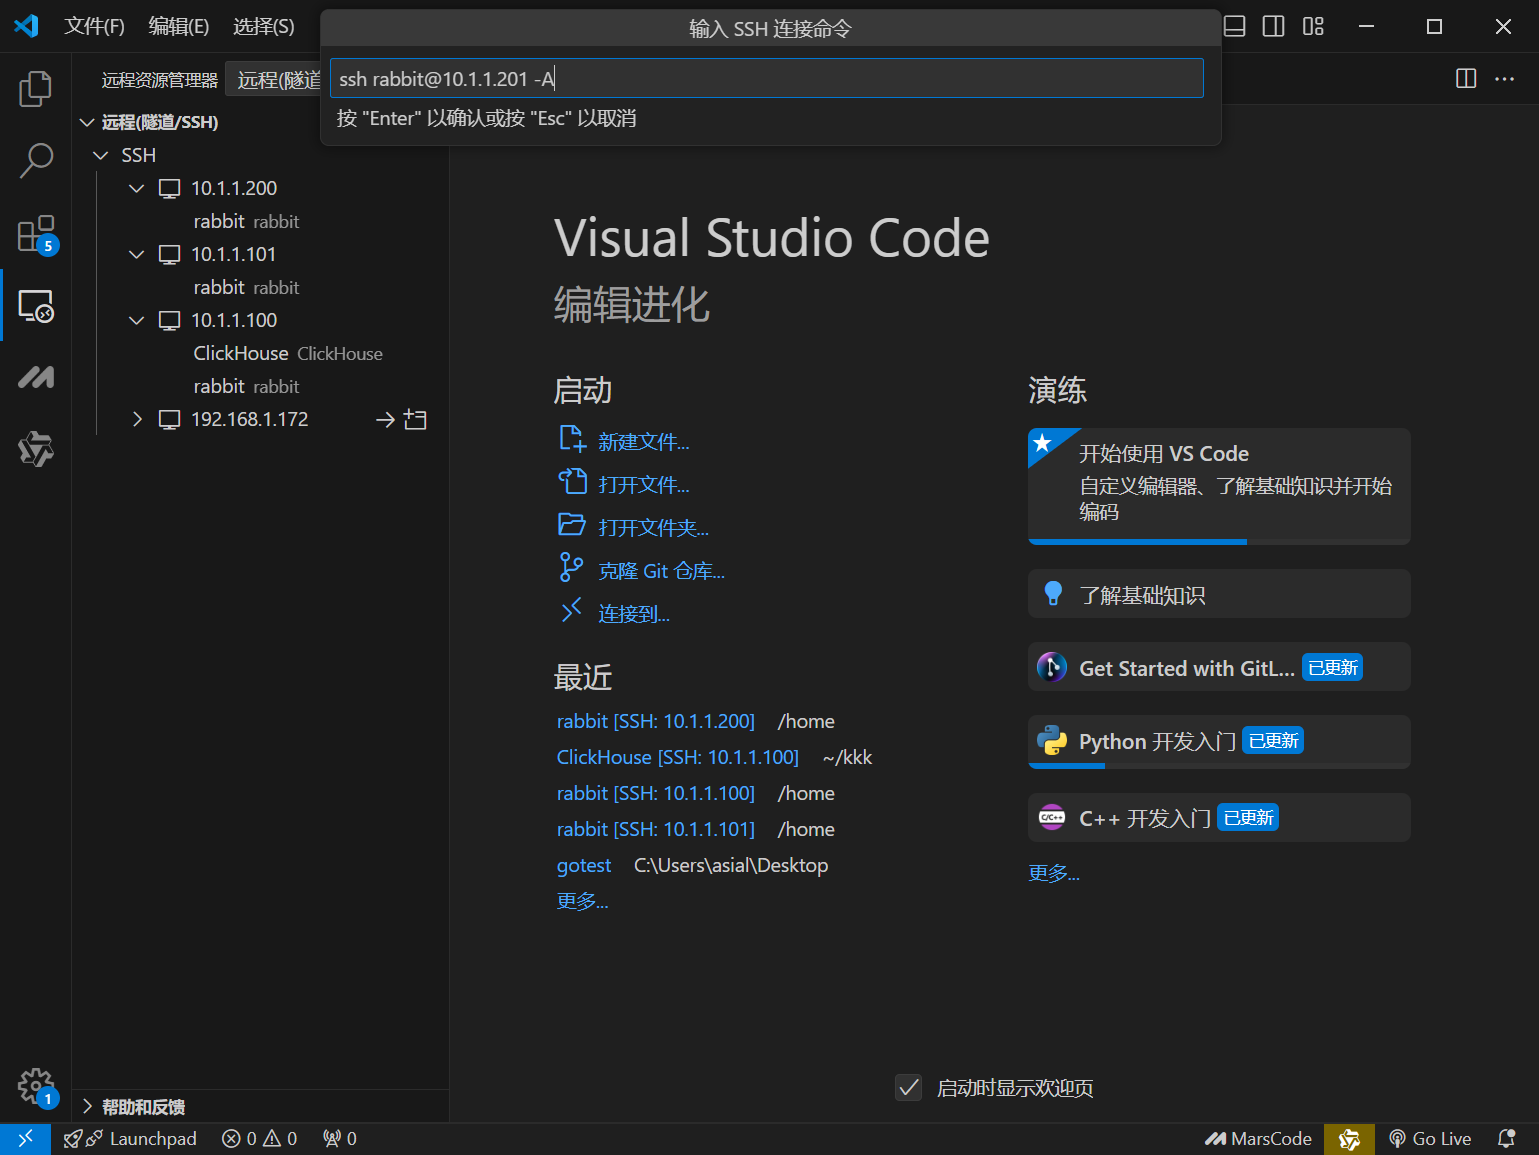 文件(F) 编辑(E) 选择(S)
输入 SSH 连接命令
ssh rabbit@10.1.1.201 -A
按 "Enter" 以确认或按 "Esc" 以取消
远程资源管理器 远程(隧道
远程(隧道/SSH)
SSH
10.1.1.200
rabbit rabbit
10.1.1.101
rabbit rabbit
10.1.1.100
ClickHouse ClickHouse
rabbit rabbit
192.168.1.172
帮助和反馈
5
1
Visual Studio Code
编辑进化
启动
新建文件...
打开文件...
打开文件夹...
克隆 Git 仓库...
连接到...
最近
rabbit [SSH: 10.1.1.200] /home
ClickHouse [SSH: 10.1.1.100] ~/kkk
rabbit [SSH: 10.1.1.100] /home
rabbit [SSH: 10.1.1.101] /home
gotest C:\Users\asial\Desktop
更多...
演练
开始使用 VS Code
自定义编辑器、了解基础知识并开始
编码
了解基础知识
Get Started with GitL... 已更新
Python 开发入门 已更新
C/C++ C++ 开发入门 已更新
更多...
启动时显示欢迎页
Launchpad 0 0 0 MarsCode Go Live